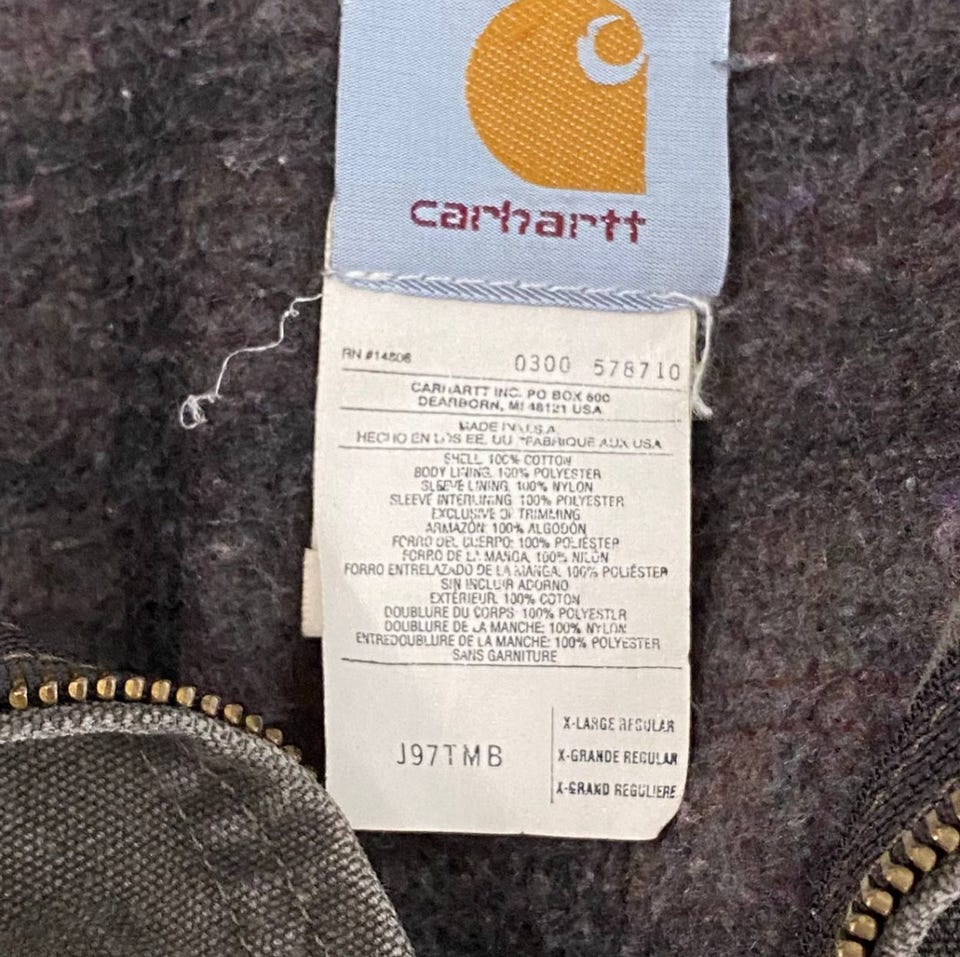 carhartt
RN #14806 0300 578710
CARHARTT INC. PO BOX 600
DEARBORN, MI 48121 USA
MADE IN U.S.A.
HECHO EN LOS EE. UU *FABRIQUE AUX USA
SHELL, 100% COTTON
BODY LINING, 100% POLYESTER
SLEEVE LINING, 100% NYLON
SLEEVE INTERLINING 100% POLYESTER
EXCLUSIVE OF TRIMMING
ARMAZÓN: 100% ALGODÓN
FORRO DEL CUERPO: 100% POLIÉSTER
FORRO DE LA MANGA, 100% NILÓN
FORRO ENTRELAZADO DE LA MANGA, 100% POLIÉSTER
SIN INCLUIR ADORNO
EXTÉRIEUR, 100% COTON
DOUBLURE DU CORPS: 100% POLYESTER
DOUBLURE DE LA MANCHE: 100% NYLON
ENTREDOUBLURE DE LA MANCHE: 100% POLYESTER
SANS GARNITURE
J97TMB
X-LARGE REGULAR
X-GRANDE REGULAR
X-GRAND REGULIERE